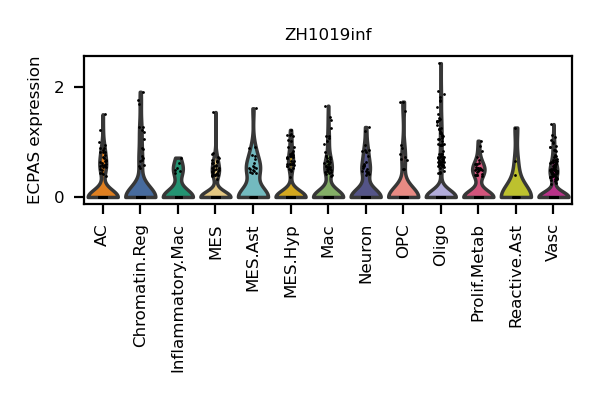 ZH1019inf
ECPAS expression
2
0
AC
Chromatin.Reg
Inflammatory.Mac
MES
MES.Ast
MES.Hyp
Mac
Neuron
OPC
Oligo
Prolif.Metab
Reactive.Ast
Vasc